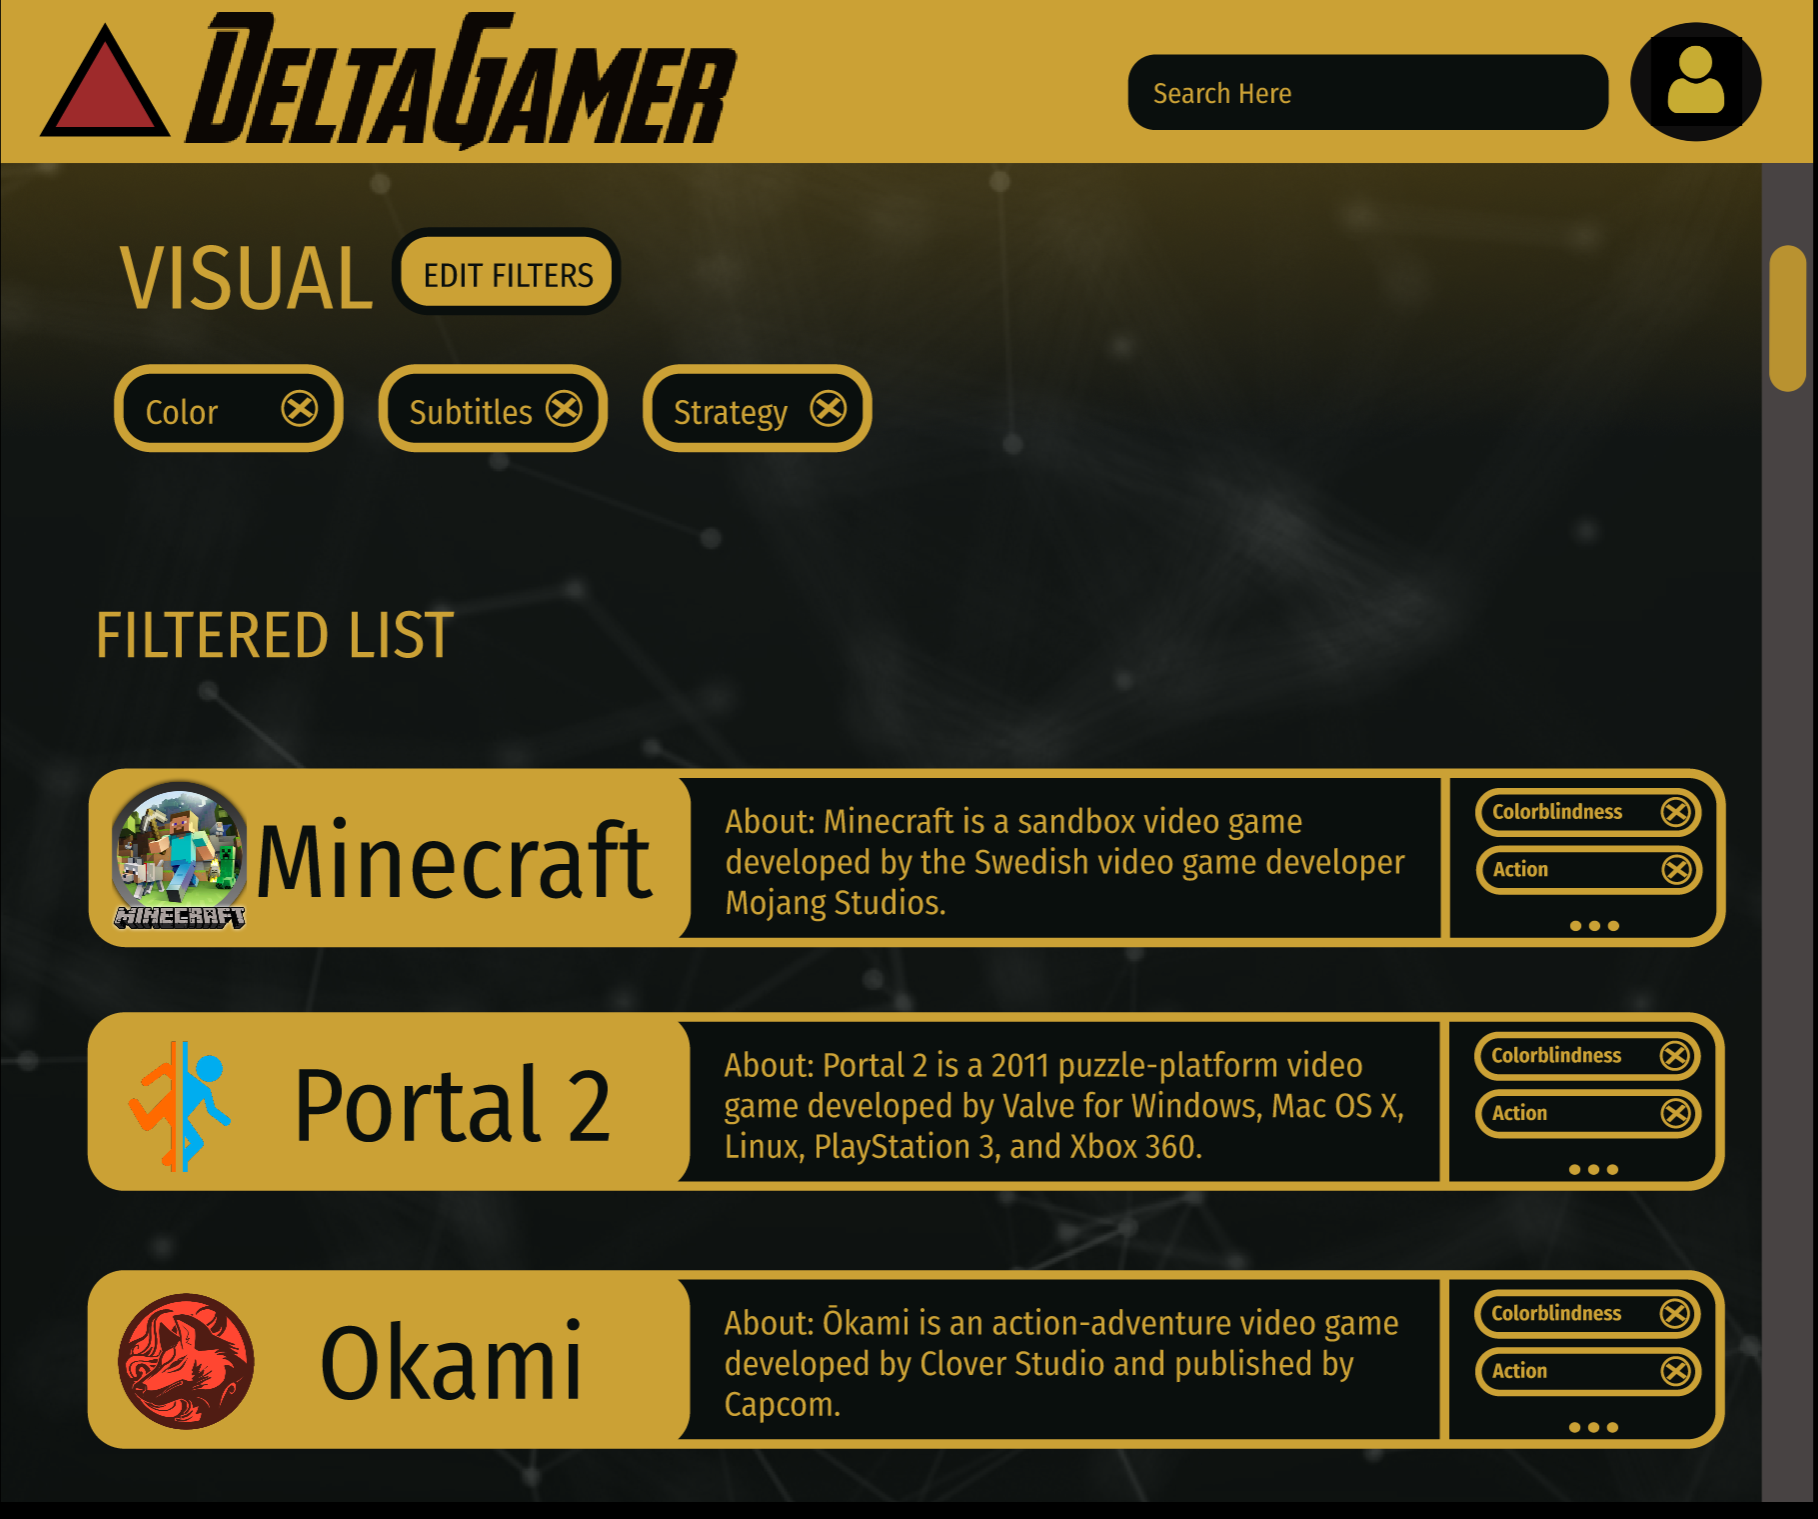 DELTAGAMER
Search Here
VISUAL
EDIT FILTERS
Color
Subtitles
Strategy
FILTERED LIST
MINECRAFT
Minecraft
About: Minecraft is a sandbox video game
developed by the Swedish video game developer
Mojang Studios.
Colorblindness
Action
Portal 2
About: Portal 2 is a 2011 puzzle-platform video
game developed by Valve for Windows, Mac OS X,
Linux, PlayStation 3, and Xbox 360.
Colorblindness
Action
Okami
About: Ōkami is an action-adventure video game
developed by Clover Studio and published by
Capcom.
Colorblindness
Action